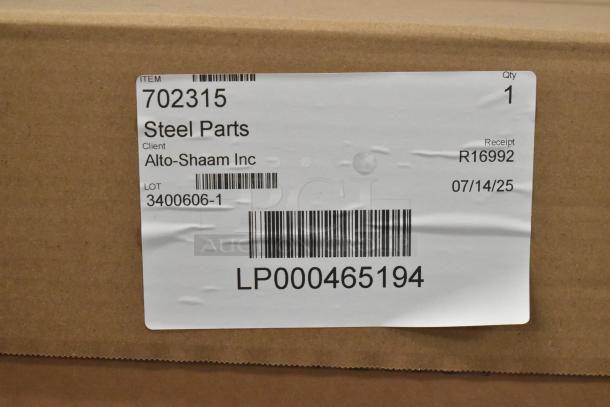 ITEM
Qty
702315
1
Steel Parts
Client
Receipt
Alto-Shaam Inc
R16992
LOT
07/14/25
3400606-1
LP000465194